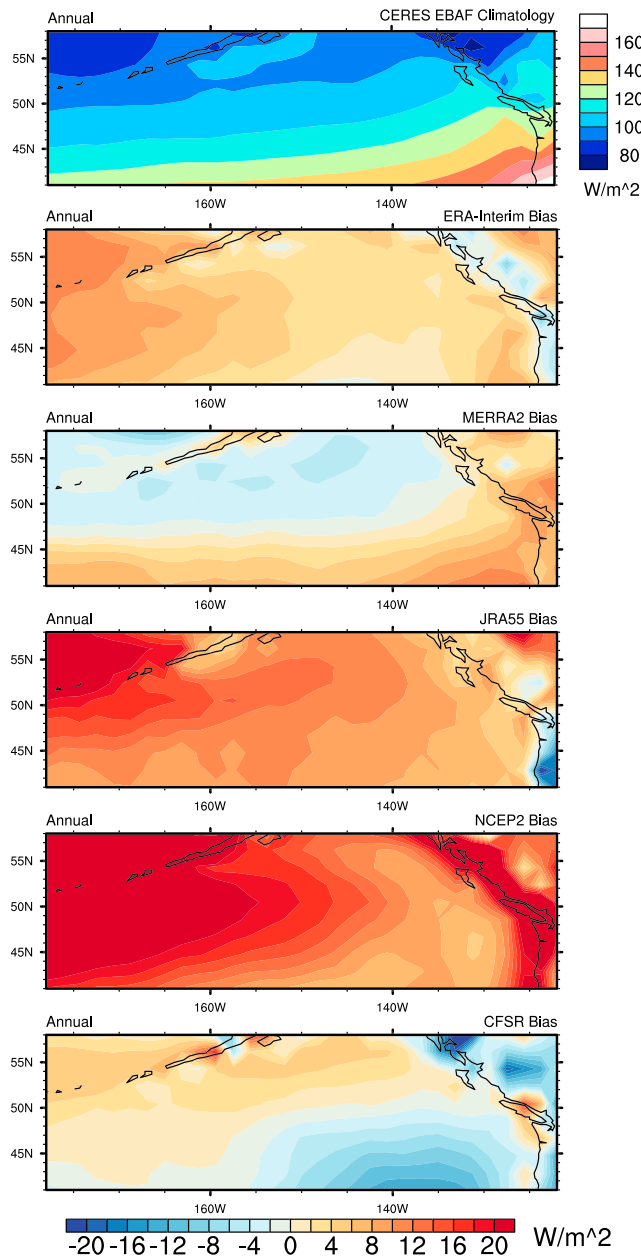 Annual CERES EBAF Climatology
55N
50N
45N
160W 140W
160
140
120
100
80
W/m^2
Annual ERA-Interim Bias
55N
50N
45N
160W 140W
Annual MERRA2 Bias
55N
50N
45N
160W 140W
Annual JRA55 Bias
55N
50N
45N
160W 140W
Annual NCEP2 Bias
55N
50N
45N
160W 140W
Annual CFSR Bias
55N
50N
45N
160W 140W
-20 -16 -12 -8 -4 0 4 8 12 16 20 W/m^2